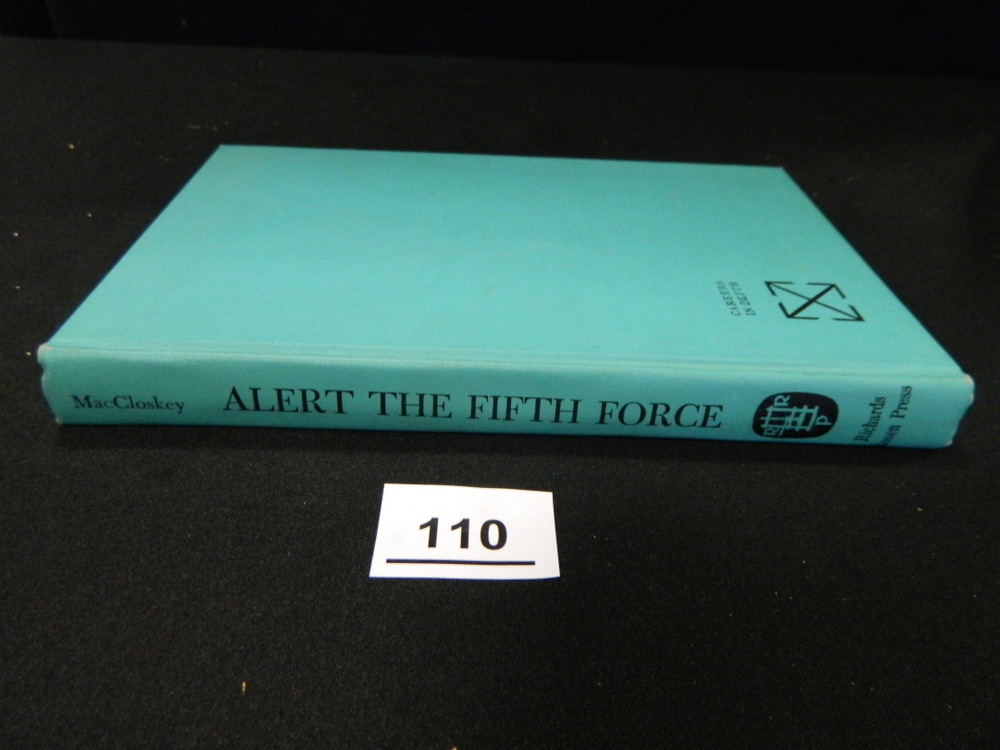 CAREERS
IN DEPTH
MacCloskey
ALERT THE FIFTH FORCE
R
R P
Richards
Press
110